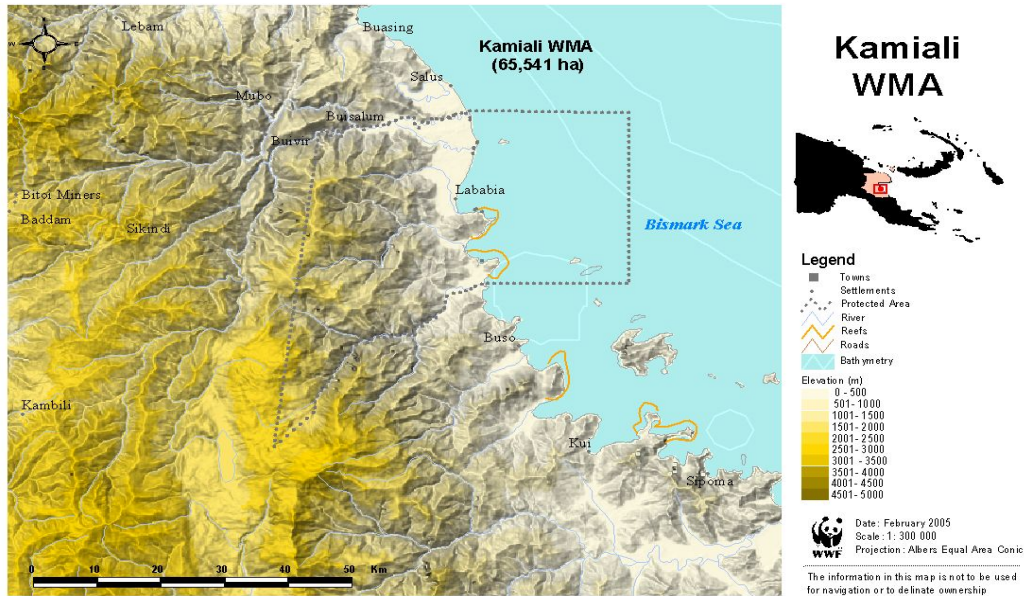 Lebam
Buasing
Kamiali WMA
(65,541 ha)
Salus
Mubo
Buisalum
Buivir
Bitoi Miners
Baddam
Sikindi
Lababia
Bismark Sea
Buso
Kambili
Kui
Sipoma
0 10 20 30 40 50 Km
Kamiali
WMA
Legend
Towns
Settlements
Protected Area
River
Reefs
Roads
Bathymetry
Elevation (m)
0 - 500
501 - 1000
1001 - 1500
1501 - 2000
2001 - 2500
2501 - 3000
3001 - 3500
3501 - 4000
4001 - 4500
4501 - 5000
WWF
Date: February 2005
Scale : 1: 300 000
Projection : Albers Equal Area Conic
The information in this map is not to be used
for navigation or to delinate ownership